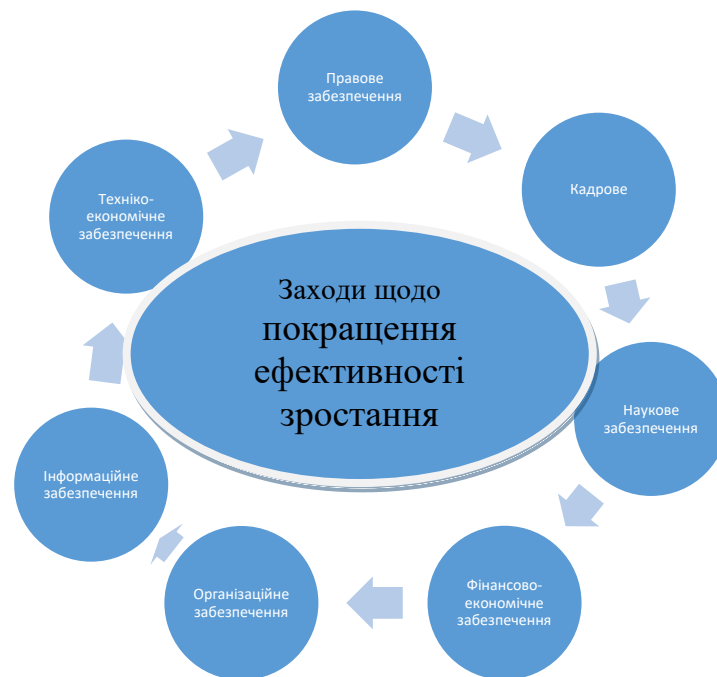 Правове
забезпечення
Кадрове
Наукове
забезпечення
Фінансово-
економічне
забезпечення
Організаційне
забезпечення
Інформаційне
забезпечення
Техніко-
економічне
забезпечення
Заходи щодо
покращення
ефективності
зростання